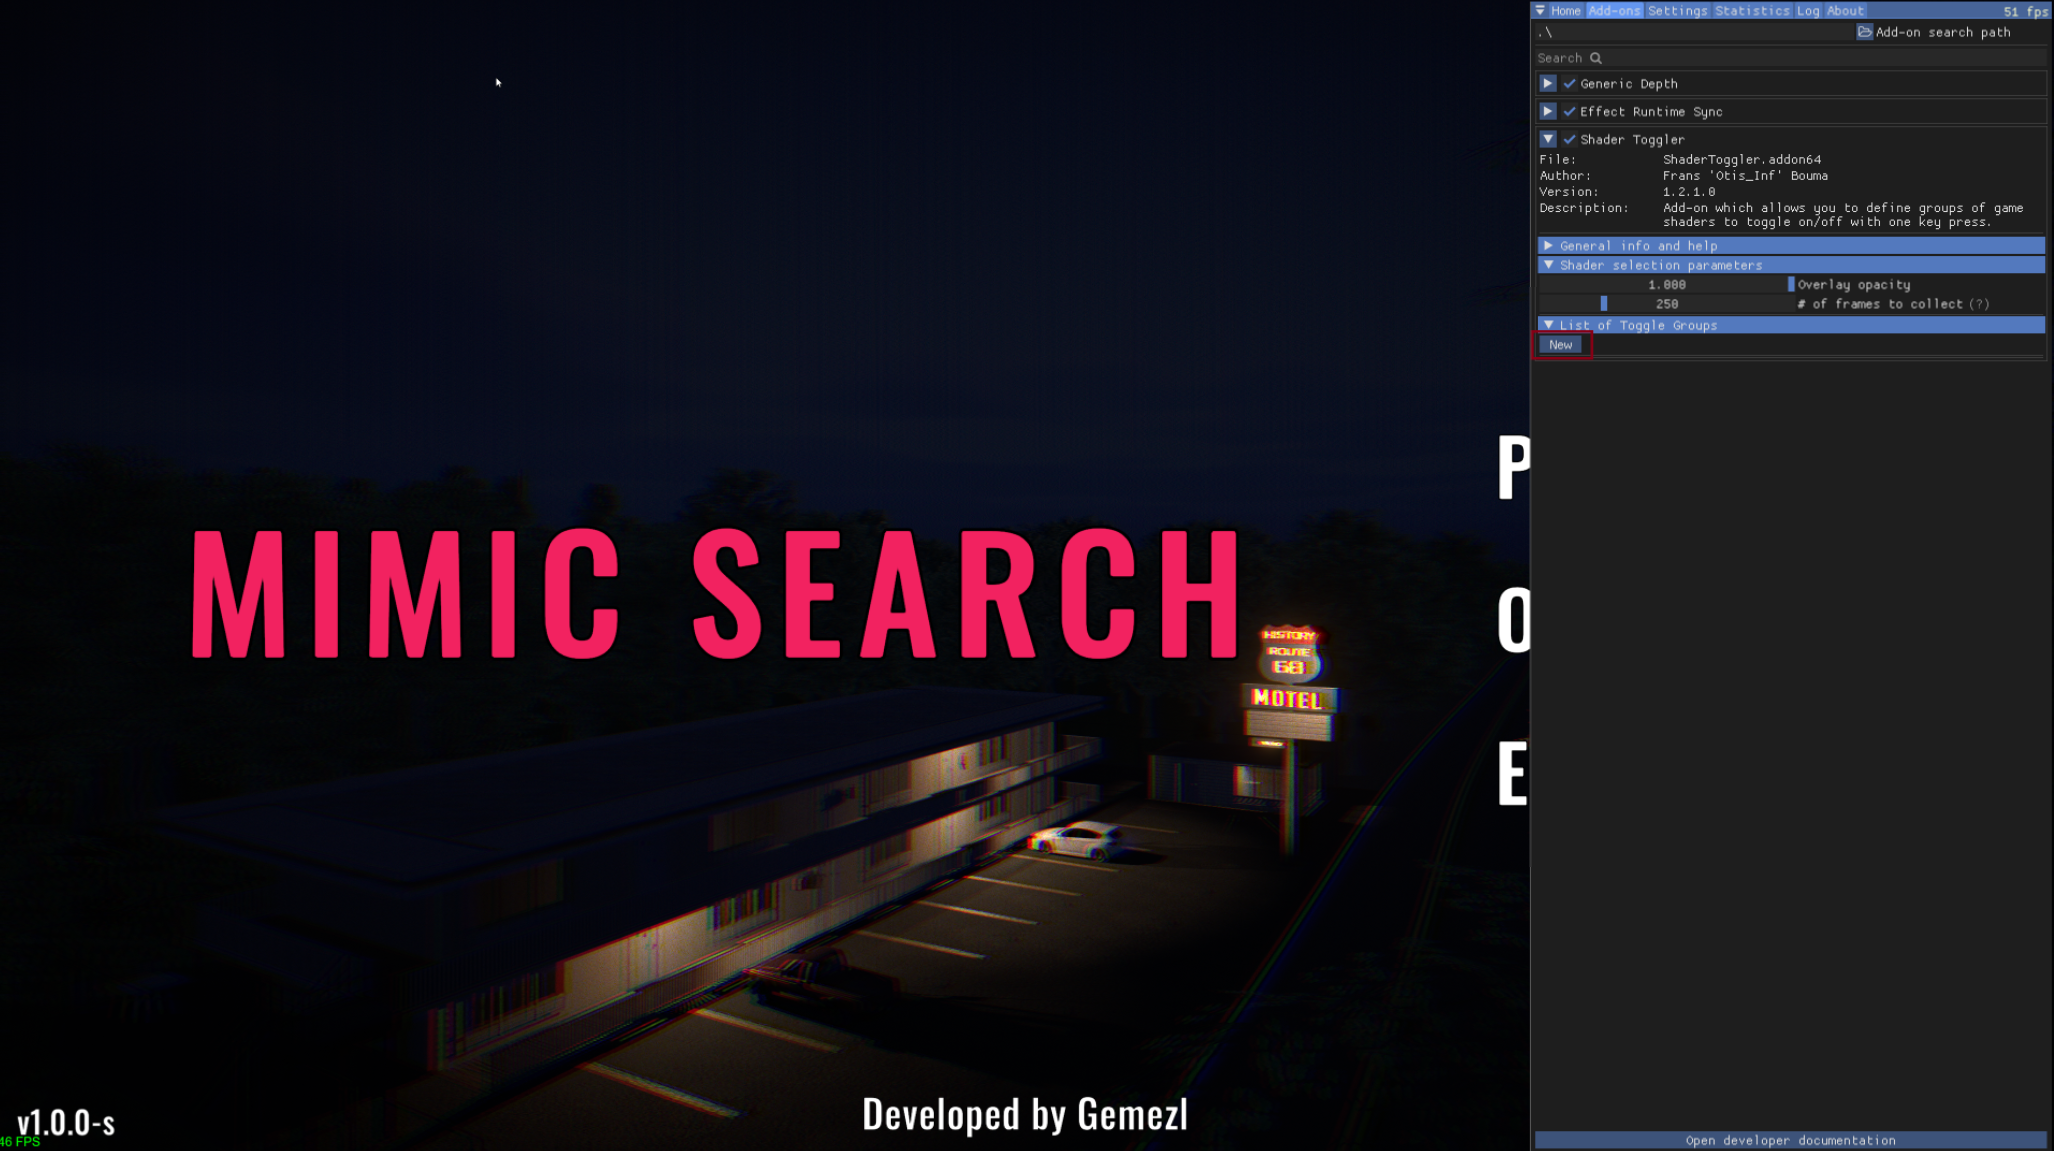 Home Add-ons Settings Statistics Log About 51 fps
.\ Add-on search path
Search
Generic Depth
Effect Runtime Sync
Shader Toggler
File: ShaderToggler.addon64
Author: Frans 'Otis_Inf' Bouma
Version: 1.2.1.0
Description: Add-on which allows you to define groups of game
shaders to toggle on/off with one key press.
General info and help
Shader selection parameters
1.000 Overlay opacity
250 # of frames to collect (?)
List of Toggle Groups
New
P
MIMIC SEARCH
O
HISTORY
ROUTE
MOTEL
E
v1.0.0-s
46 FPS
Developed by Gemezl
Open developer documentation